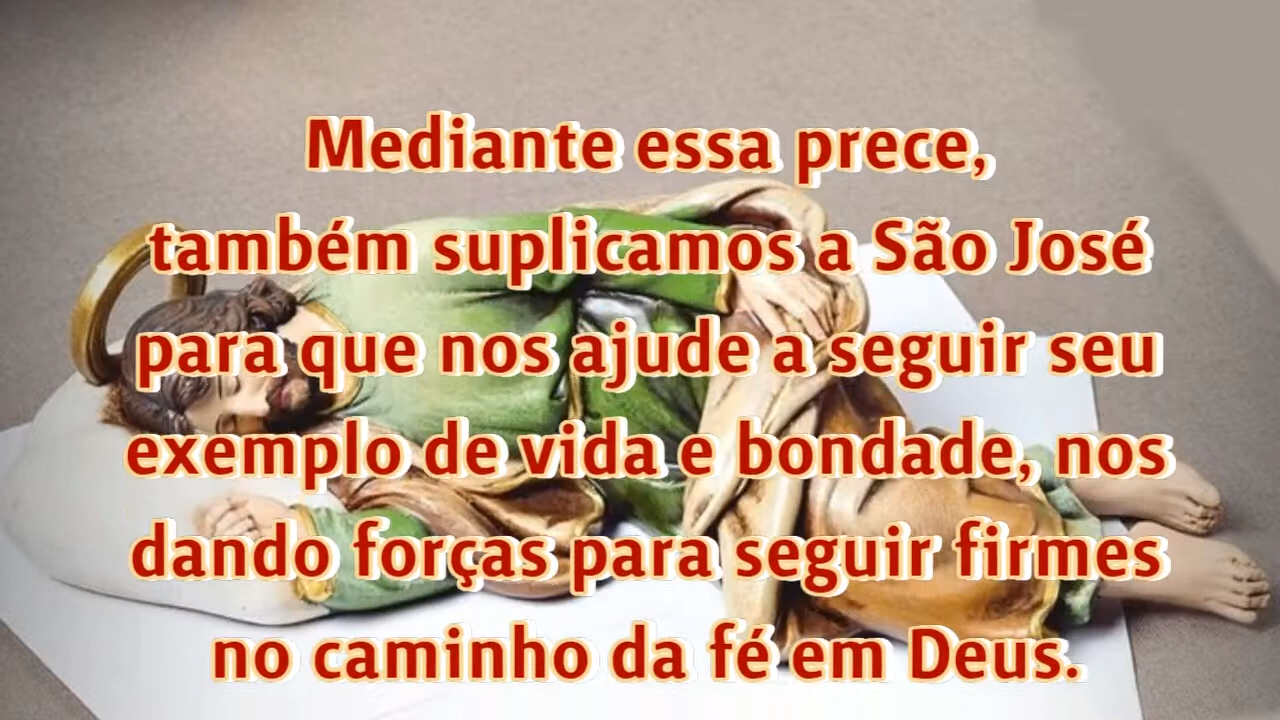 Mediante essa prece,
também suplicamos a São José
para que nos ajude a seguir seu
exemplo de vida e bondade, nos
dando forças para seguir firmes
no caminho da fé em Deus.